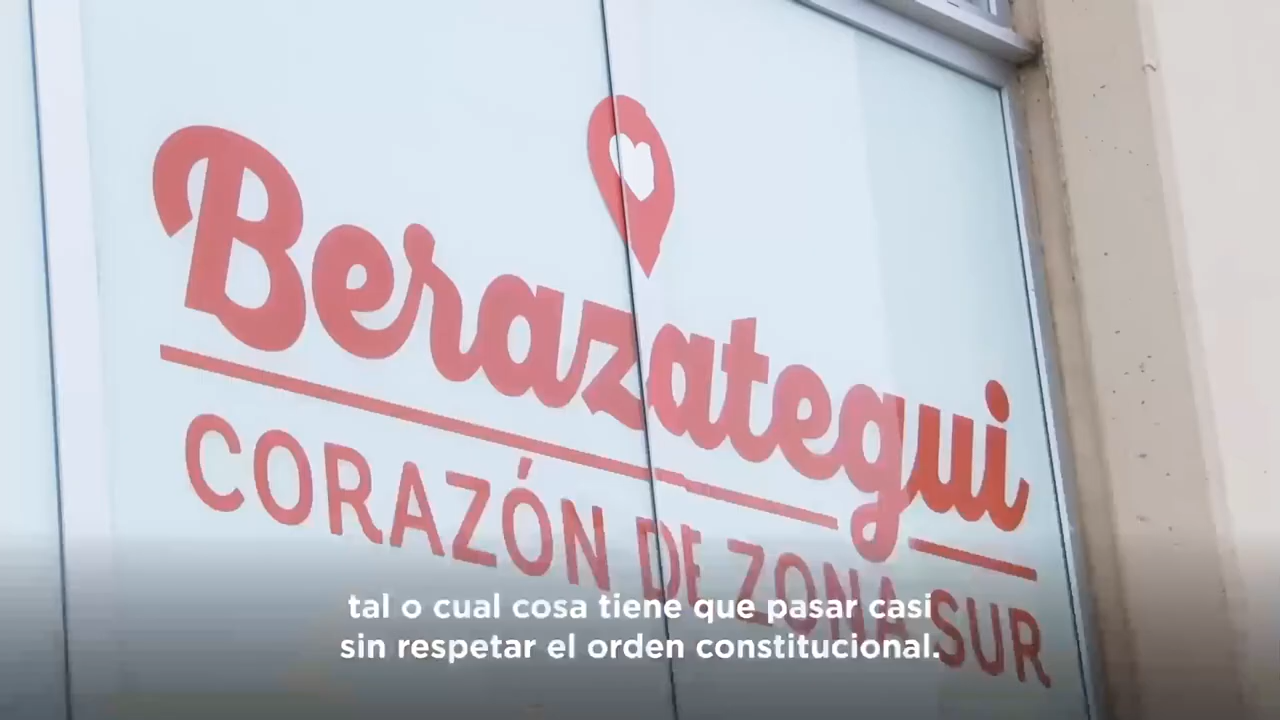 Berazategui
CORAZÓN DE ZONA SUR
tal o cual cosa tiene que pasar casi
sin respetar el orden constitucional.